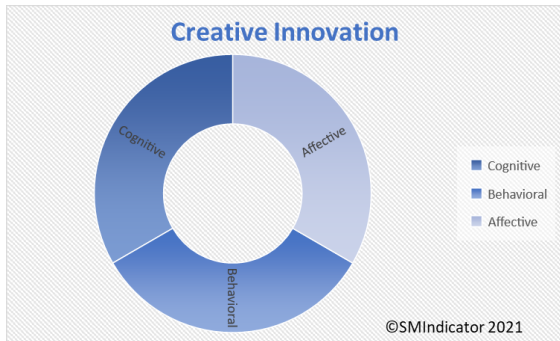 Creative Innovation
Cognitive
Affective
Behavioral
Cognitive
Behavioral
Affective
©SMIndicator 2021